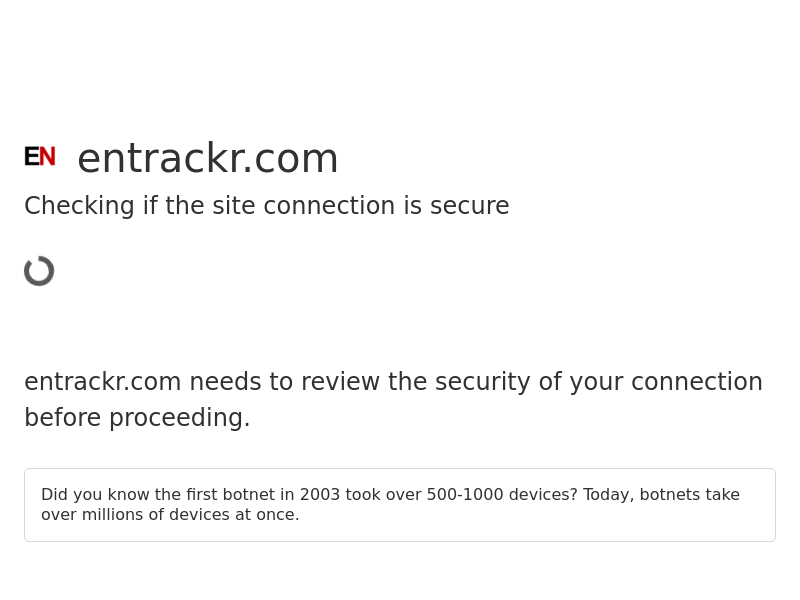 EN entrackr.com
Checking if the site connection is secure
entrackr.com needs to review the security of your connection
before proceeding.
Did you know the first botnet in 2003 took over 500-1000 devices? Today, botnets take
over millions of devices at once.